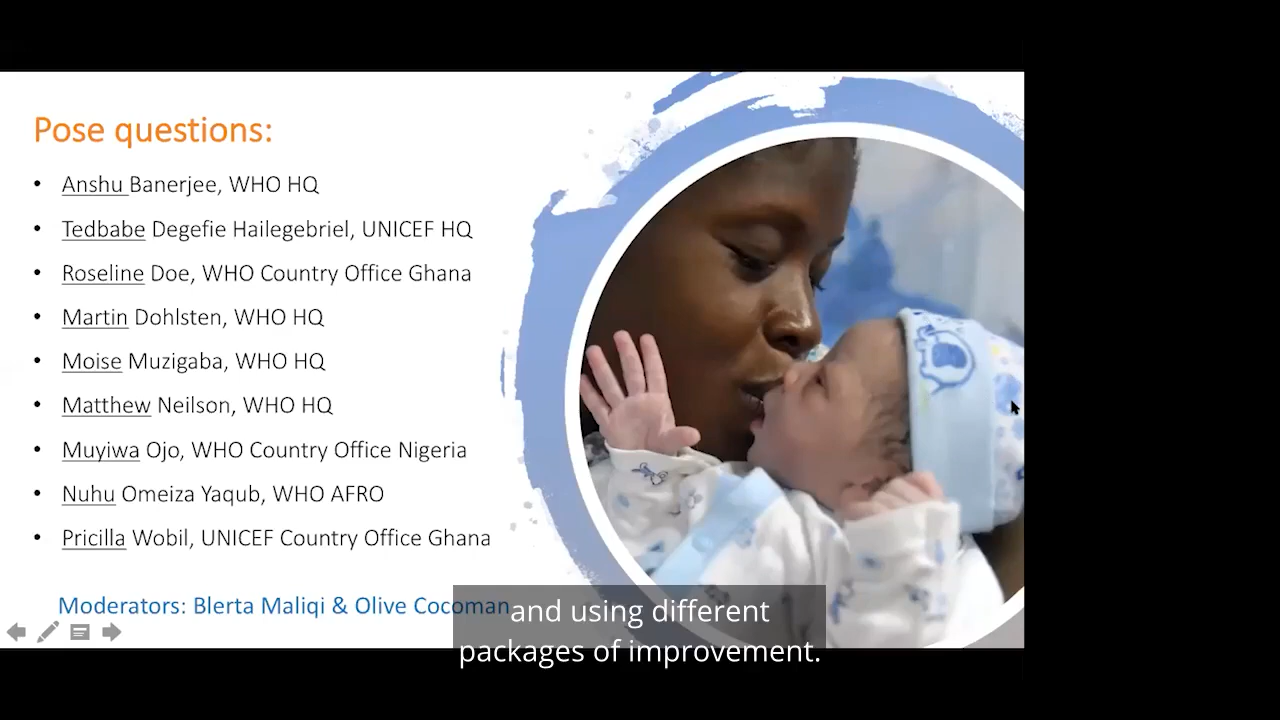 Pose questions:
• Anshu Banerjee, WHO HQ
• Tedbabe Degefie Hailegebriel, UNICEF HQ
• Roseline Doe, WHO Country Office Ghana
• Martin Dohlsten, WHO HQ
• Moise Muzigaba, WHO HQ
• Matthew Neilson, WHO HQ
• Muyiwa Ojo, WHO Country Office Nigeria
• Nuhu Omeiza Yaqub, WHO AFRO
• Pricilla Wobil, UNICEF Country Office Ghana
Moderators: Blerta Maliqi & Olive Cocoman
and using different
packages of improvement.